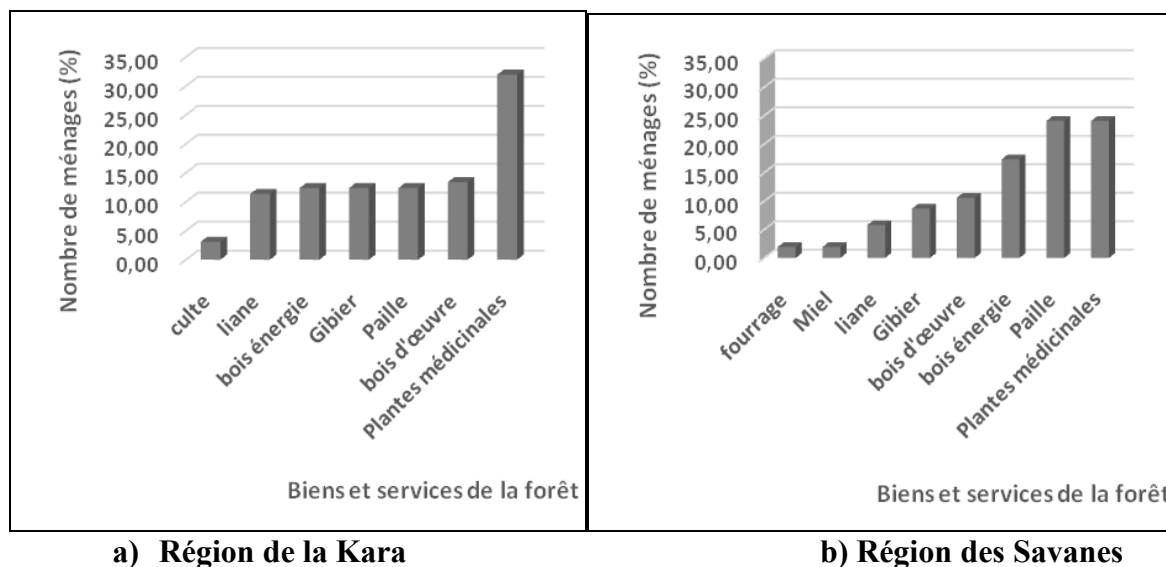 Nombre de ménages (%)
35,00
30,00
25,00
20,00
15,00
10,00
5,00
0,00
culte
liane
bois énergie
Gibier
Paille
bois d'œuvre
Plantes médicinales
Biens et services de la forêt
a) Région de la Kara
Nombre de ménages (%)
35,00
30,00
25,00
20,00
15,00
10,00
5,00
0,00
fourrage
Miel
liane
Gibier
bois d'œuvre
bois énergie
Paille
Plantes médicinales
Biens et services de la forêt
b) Région des Savanes